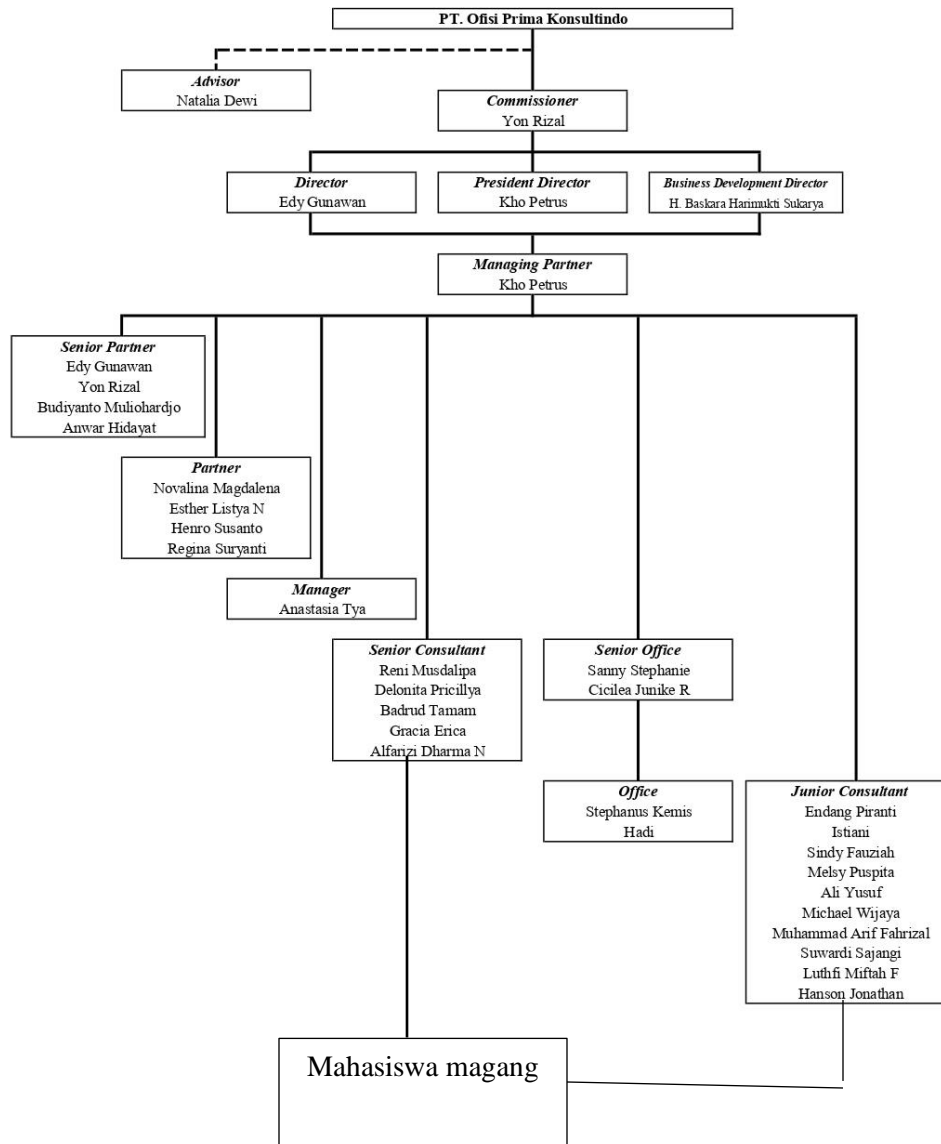 PT. Ofisi Prima Konsultindo
Advisor
Natalia Dewi
Commissioner
Yon Rizal
Director
Edy Gunawan
President Director
Kho Petrus
Business Development Director
H. Baskara Harimukti Sukarya
Managing Partner
Kho Petrus
Senior Partner
Edy Gunawan
Yon Rizal
Budiyanto Muliohardjo
Anwar Hidayat
Partner
Novalina Magdalena
Esther Listya N
Henro Susanto
Regina Suryanti
Manager
Anastasia Tya
Senior Consultant
Reni Musdalipa
Delonita Pricillya
Badrud Tamam
Gracia Erica
Alfarizi Dharma N
Senior Office
Sanny Stephanie
Cicilea Junike R
Office
Stephanus Kemis
Hadi
Junior Consultant
Endang Piranti
Istiani
Sindy Fauziah
Melsy Puspita
Ali Yusuf
Michael Wijaya
Muhammad Arif Fahrizal
Suwardi Sajangi
Luthfi Miftah F
Hanson Jonathan
Mahasiswa magang